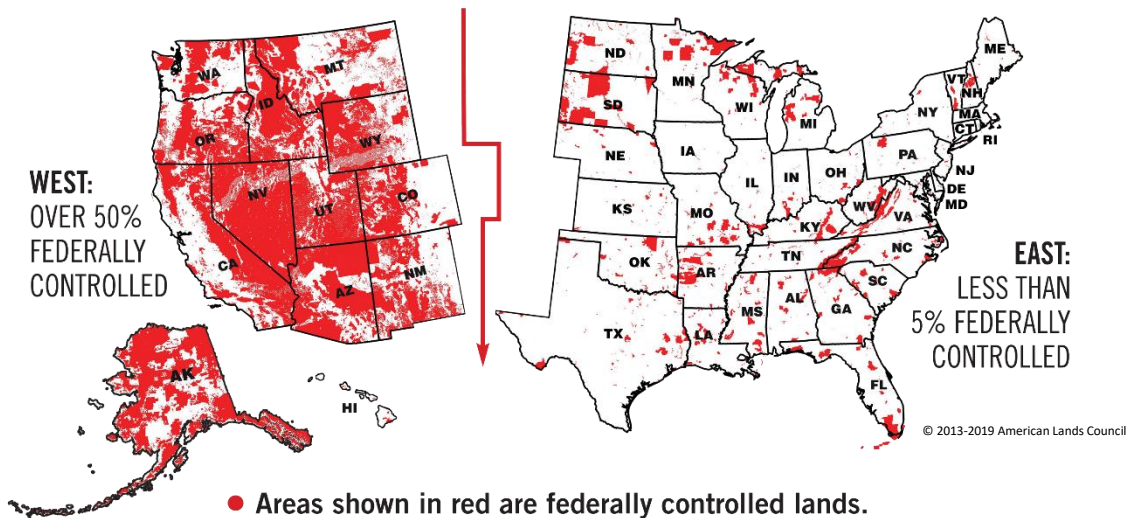 WEST:
OVER 50%
FEDERALLY
CONTROLLED
WA
MT
ID
OR
WY
NV
UT
CO
CA
AZ
NM
AK
HI
ND
MN
SD
WI
MI
NE
IA
IL
IN
OH
PA
NY
VT
NH
ME
MA
CT
RI
NJ
DE
MD
KS
MO
KY
WV
VA
OK
AR
TN
NC
SC
TX
LA
MS
AL
GA
FL
EAST:
LESS THAN
5% FEDERALLY
CONTROLLED
© 2013-2019 American Lands Council
Areas shown in red are federally controlled lands.